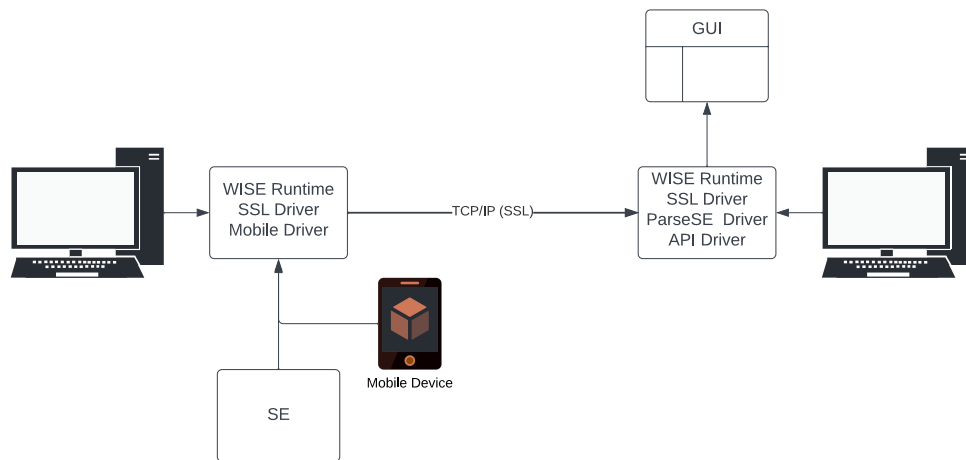 GUI
WISE Runtime
SSL Driver
Mobile Driver
TCP/IP (SSL)
WISE Runtime
SSL Driver
ParseSE Driver
API Driver
Mobile Device
SE